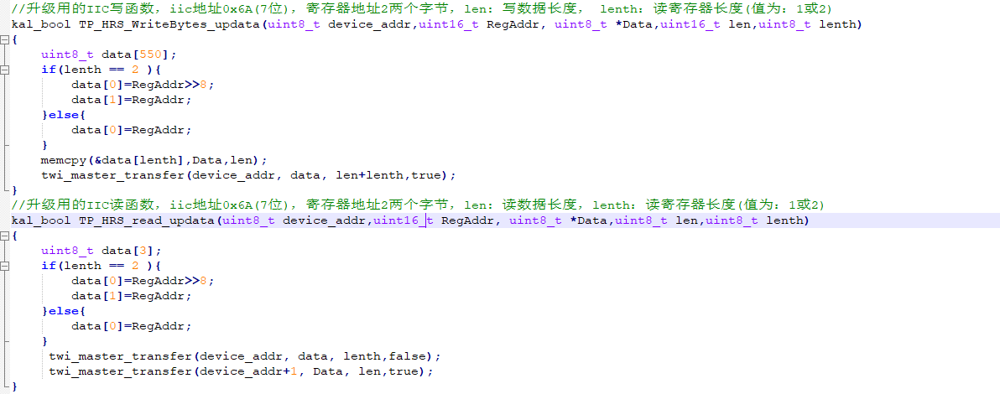 //升级用的IIC写函数，iic地址0x6A(7位)，寄存器地址2两个字节，len：写数据长度， lenth：读寄存器长度(值为：1或2)
kal_bool TP_HRS_WriteBytes_updata(uint8_t device_addr,uint16_t RegAddr, uint8_t *Data,uint16_t len,uint8_t lenth)
{
    uint8_t data[550];
    if(lenth == 2 ){
        data[0]=RegAddr>>8;
        data[1]=RegAddr;
    }else{
        data[0]=RegAddr;
    }
    memcpy(&data[lenth],Data,len);
    twi_master_transfer(device_addr, data, len+lenth,true);
}
//升级用的IIC读函数，iic地址0x6A(7位)，寄存器地址2两个字节，len：读数据长度，lenth：读寄存器长度(值为：1或2)
kal_bool TP_HRS_read_updata(uint8_t device_addr,uint16_t RegAddr, uint8_t *Data,uint8_t len,uint8_t lenth)
{
    uint8_t data[3];
    if(lenth == 2 ){
        data[0]=RegAddr>>8;
        data[1]=RegAddr;
    }else{
        data[0]=RegAddr;
    }
     twi_master_transfer(device_addr, data, lenth,false);
     twi_master_transfer(device_addr+1, Data, len,true);
}